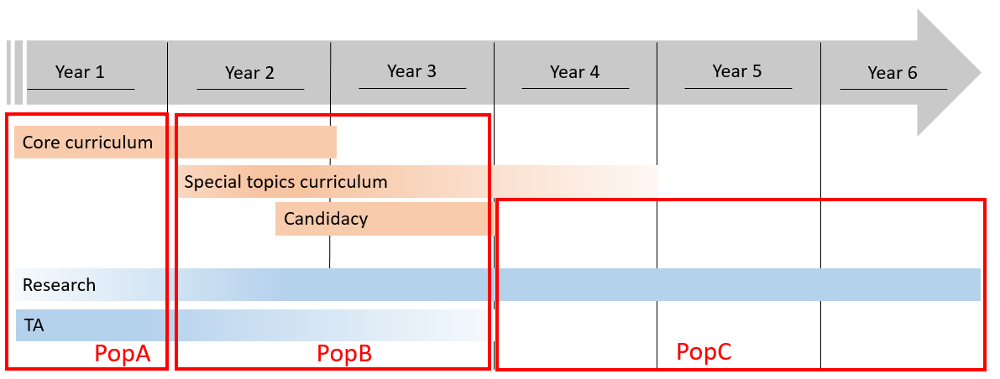 Year 1
Year 2
Year 3
Year 4
Year 5
Year 6
Core curriculum
Special topics curriculum
Candidacy
Research
TA
PopA
PopB
PopC